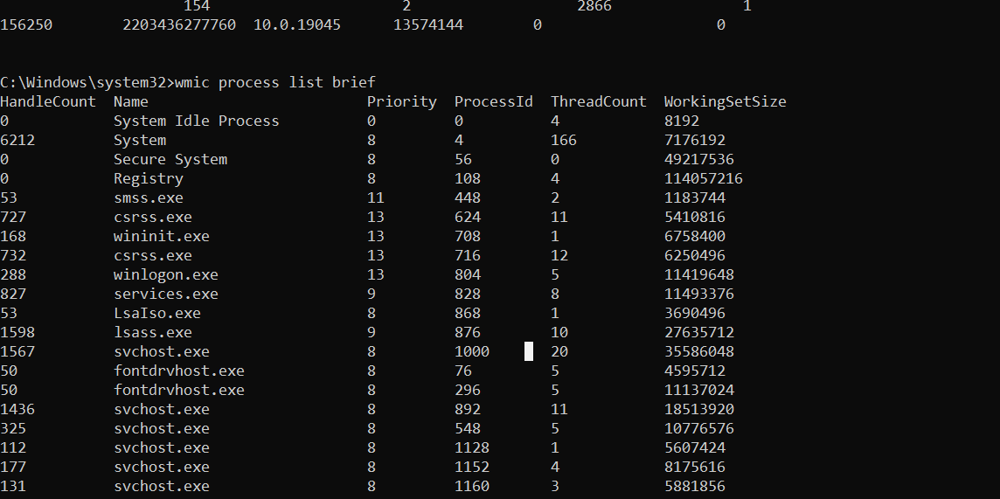 154 2 2866 1
156250 2203436277760 10.0.19045 13574144 0 0
C:\Windows\system32>wmic process list brief
HandleCount Name Priority ProcessId ThreadCount WorkingSetSize
0 System Idle Process 0 0 4 8192
6212 System 8 4 166 7176192
0 Secure System 8 56 0 49217536
0 Registry 8 108 4 114057216
53 smss.exe 11 448 2 1183744
727 csrss.exe 13 624 11 5410816
168 wininit.exe 13 708 1 6758400
732 csrss.exe 13 716 12 6250496
288 winlogon.exe 13 804 5 11419648
827 services.exe 9 828 8 11493376
53 LsaIso.exe 8 868 1 3690496
1598 lsass.exe 9 876 10 27635712
1567 svchost.exe 8 1000 20 35586048
50 fontdrvhost.exe 8 76 5 4595712
50 fontdrvhost.exe 8 296 5 11137024
1436 svchost.exe 8 892 11 18513920
325 svchost.exe 8 548 5 10776576
112 svchost.exe 8 1128 1 5607424
177 svchost.exe 8 1152 4 8175616
131 svchost.exe 8 1160 3 5881856